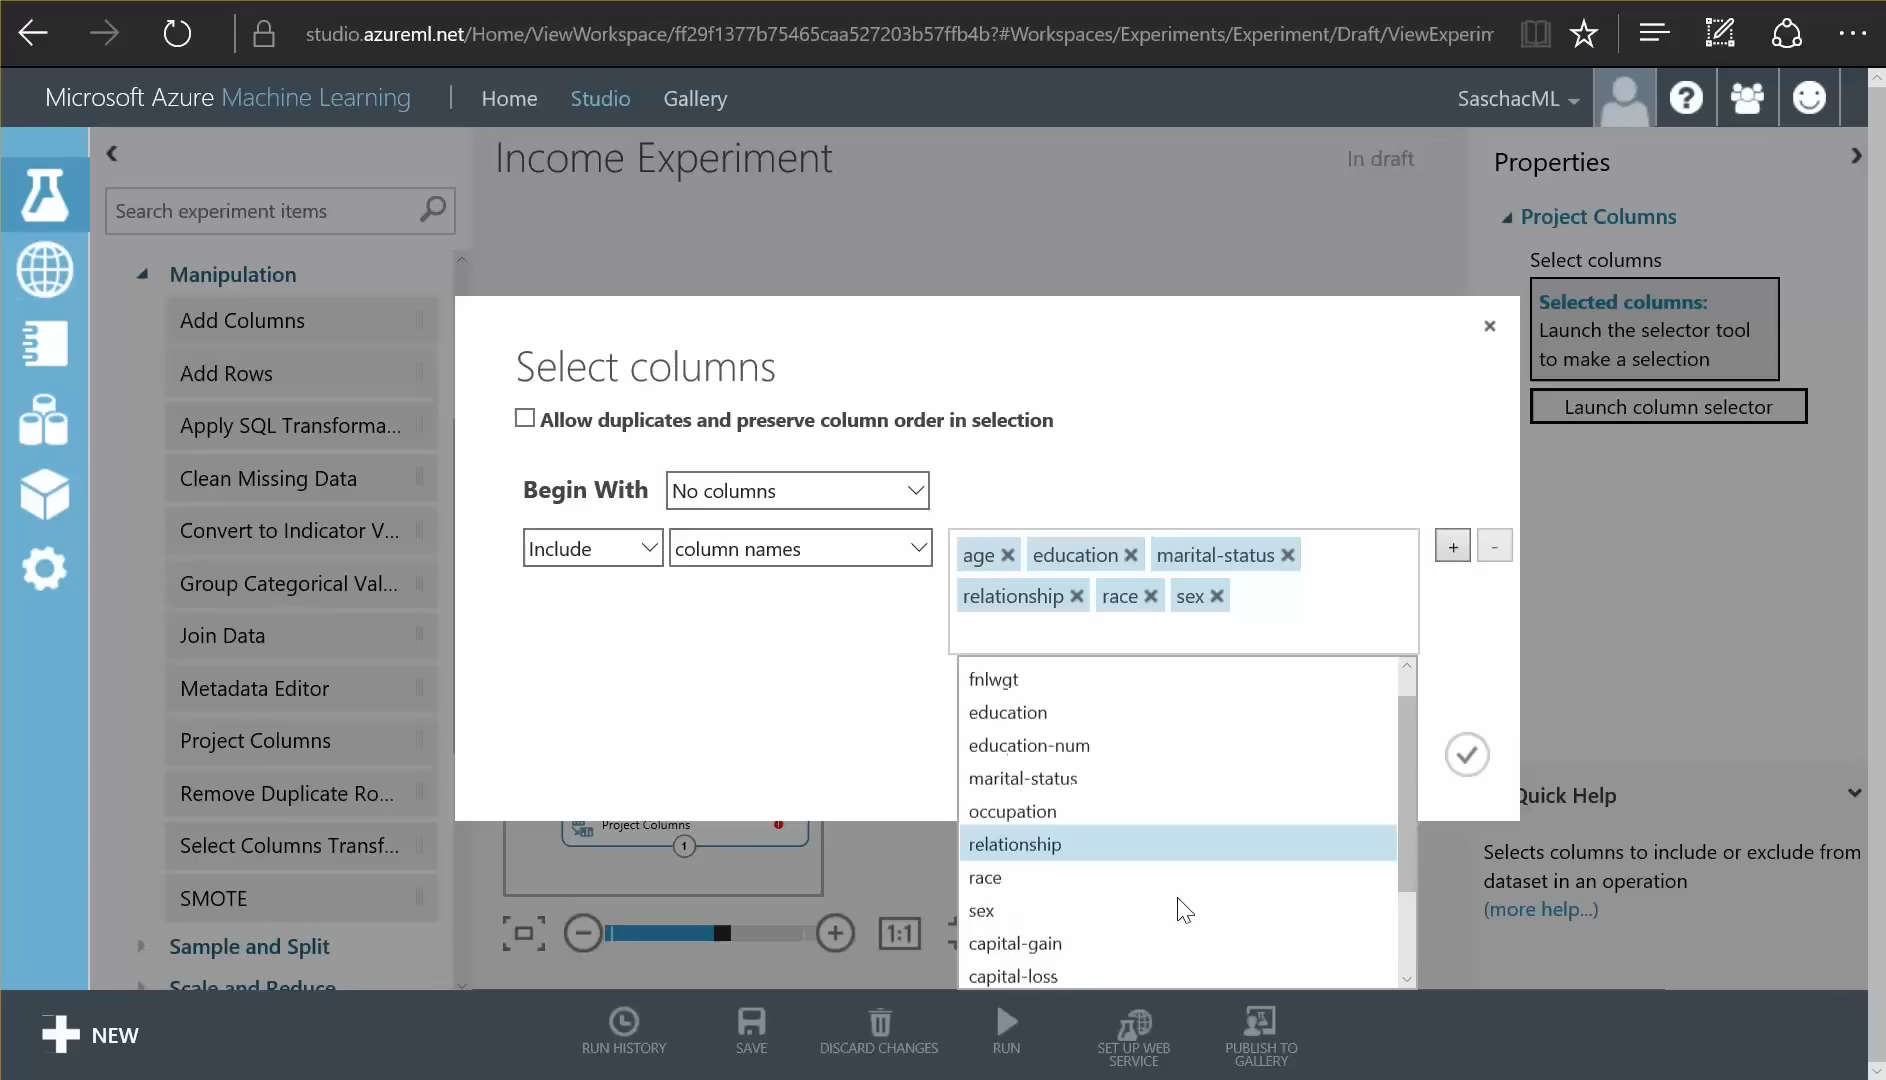 studio.azureml.net/Home/ViewWorkspace/ff29f1377b75465caa527203b57ffb4b?#Workspaces/Experiments/Experiment/Draft/ViewExperim
Microsoft Azure Machine Learning | Home Studio Gallery SaschacML
Income Experiment
In draft
Search experiment items
Manipulation
Add Columns
Add Rows
Apply SQL Transforma...
Clean Missing Data
Convert to Indicator V...
Group Categorical Val...
Join Data
Metadata Editor
Project Columns
Remove Duplicate Ro...
Select Columns Transf...
SMOTE
Sample and Split
Scale and Reduce
Select columns
Allow duplicates and preserve column order in selection
Begin With No columns
Include column names
age education marital-status
relationship race sex
+ -
fnlwgt
education
education-num
marital-status
occupation
relationship
race
sex
capital-gain
capital-loss
Project Columns
1
1:1
Properties
Project Columns
Select columns
Selected columns:
Launch the selector tool
to make a selection
Launch column selector
Quick Help
Selects columns to include or exclude from
dataset in an operation
(more help...)
NEW
RUN HISTORY
SAVE
DISCARD CHANGES
RUN
SET UP WEB
SERVICE
PUBLISH TO
GALLERY